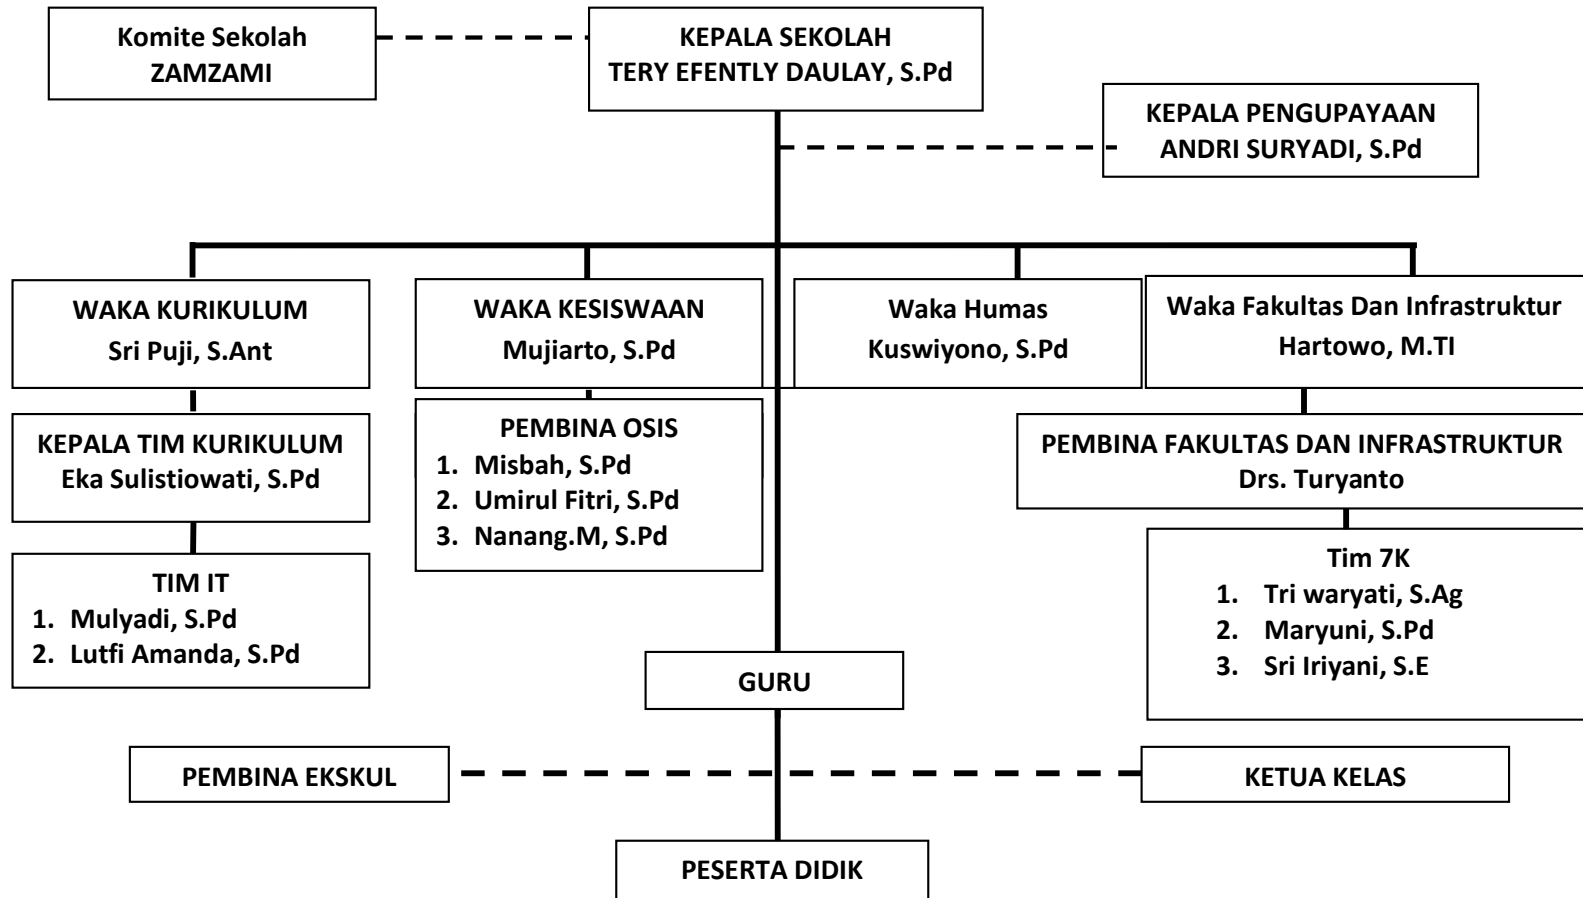 Komite Sekolah
ZAMZAMI
KEPALA SEKOLAH
TERY EFENTLY DAULAY, S.Pd
KEPALA PENGUPAYAAN
ANDRI SURYADI, S.Pd
WAKA KURIKULUM
Sri Puji, S.Ant
WAKA KESISWAAN
Mujiarto, S.Pd
Waka Humas
Kuswiyono, S.Pd
Waka Fakultas Dan Infrastruktur
Hartowo, M.TI
KEPALA TIM KURIKULUM
Eka Sulistiowati, S.Pd
PEMBINA OSIS
1. Misbah, S.Pd
2. Umirul Fitri, S.Pd
3. Nanang.M, S.Pd
PEMBINA FAKULTAS DAN INFRASTRUKTUR
Drs. Turyanto
TIM IT
1. Mulyadi, S.Pd
2. Lutfi Amanda, S.Pd
Tim 7K
1. Tri waryati, S.Ag
2. Maryuni, S.Pd
3. Sri Iriyani, S.E
GURU
PEMBINA EKSKUL
KETUA KELAS
PESERTA DIDIK